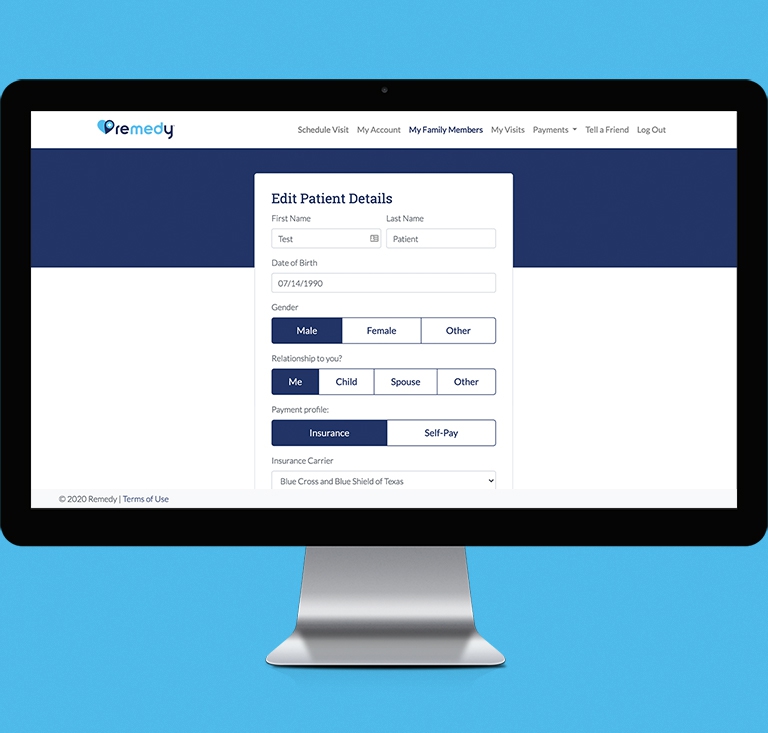 remedy
Schedule Visit My Account My Family Members My Visits Payments Tell a Friend Log Out
Edit Patient Details
First Name Last Name
Test Patient
Date of Birth
07/14/1990
Gender
Male Female Other
Relationship to you?
Me Child Spouse Other
Payment profile:
Insurance Self-Pay
Insurance Carrier
Blue Cross and Blue Shield of Texas
© 2020 Remedy | Terms of Use